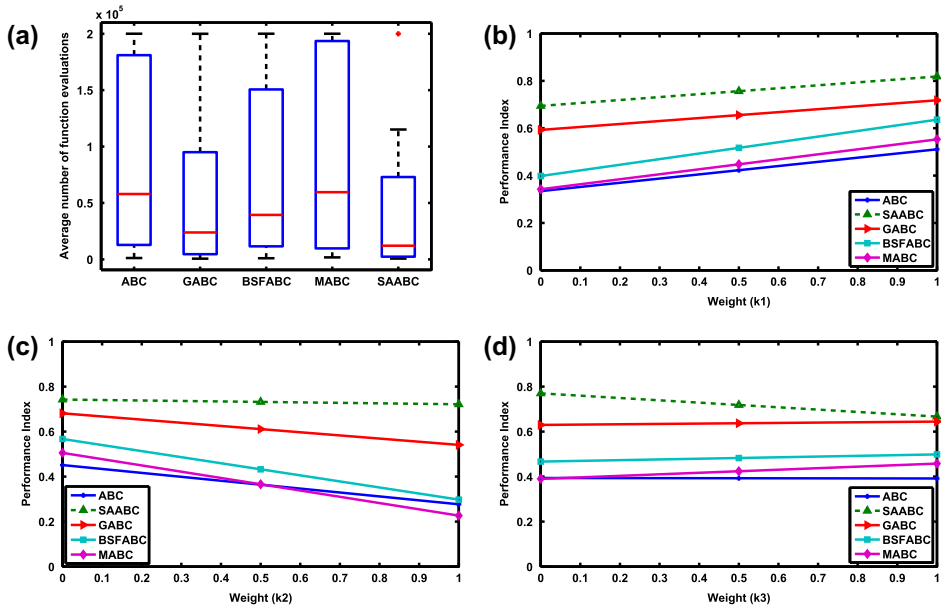 (a)
x 10^5
Average number of function evaluations
2
1.5
1
0.5
0
ABC GABC BSFABC MABC SAABC
(b)
Performance Index
1
0.8
0.6
0.4
0.2
0
ABC
SAABC
GABC
BSFABC
MABC
0 0.1 0.2 0.3 0.4 0.5 0.6 0.7 0.8 0.9 1
Weight (k1)
(c)
Performance Index
1
0.8
0.6
0.4
0.2
0
ABC
SAABC
GABC
BSFABC
MABC
0 0.1 0.2 0.3 0.4 0.5 0.6 0.7 0.8 0.9 1
Weight (k2)
(d)
Performance Index
1
0.8
0.6
0.4
0.2
0
ABC
SAABC
GABC
BSFABC
MABC
0 0.1 0.2 0.3 0.4 0.5 0.6 0.7 0.8 0.9 1
Weight (k3)